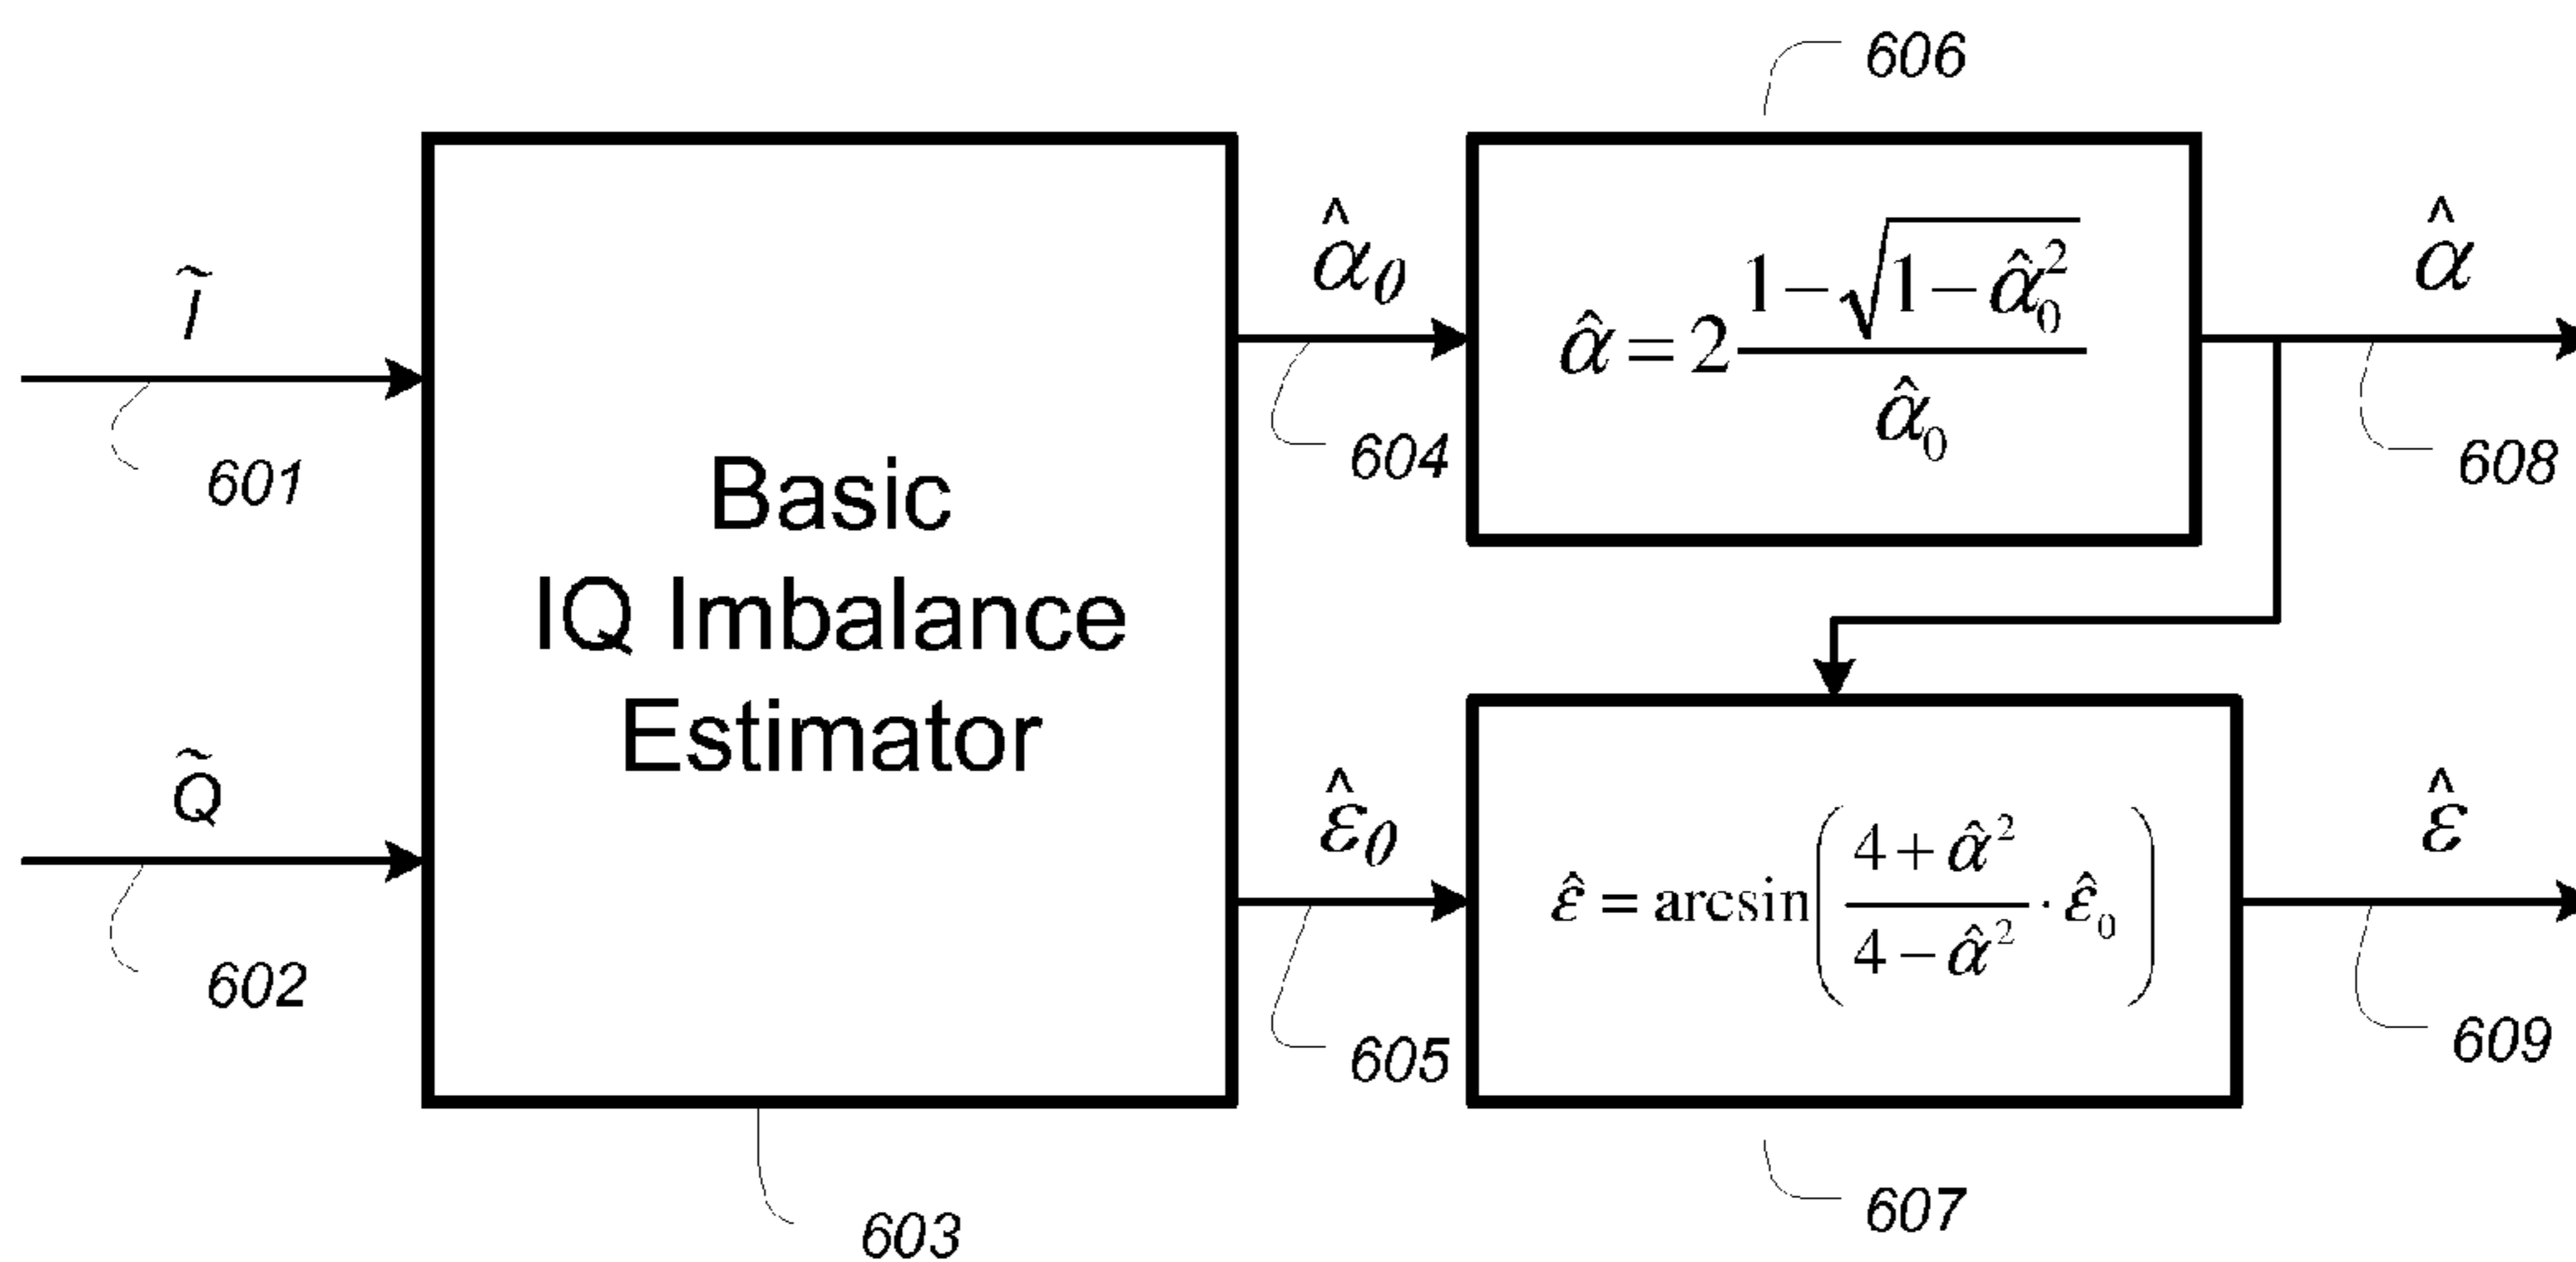 606
Ĩ
601
Q̃
602
Basic
IQ Imbalance
Estimator
603
α̂₀
604
α̂ = 2 (1 − √(1 − α̂₀²)) / α̂₀
α̂
608
ε̂₀
605
ε̂ = arcsin((4 + α̂²) / (4 − α̂²) · ε̂₀)
ε̂
609
607